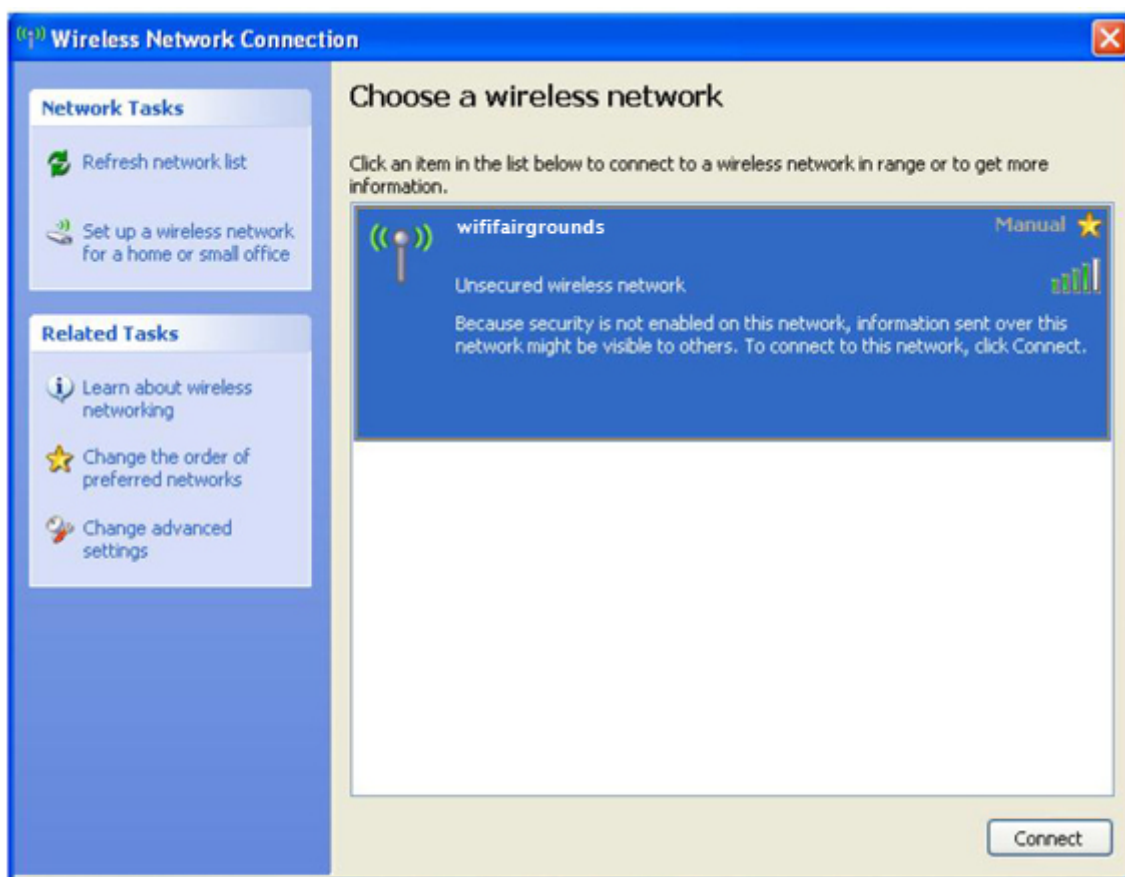 Wireless Network Connection
Network Tasks
Refresh network list
Set up a wireless network
for a home or small office
Related Tasks
Learn about wireless
networking
Change the order of
preferred networks
Change advanced
settings
Choose a wireless network
Click an item in the list below to connect to a wireless network in range or to get more
information.
wififairgrounds
Manual
Unsecured wireless network
Because security is not enabled on this network, information sent over this
network might be visible to others. To connect to this network, click Connect.
Connect